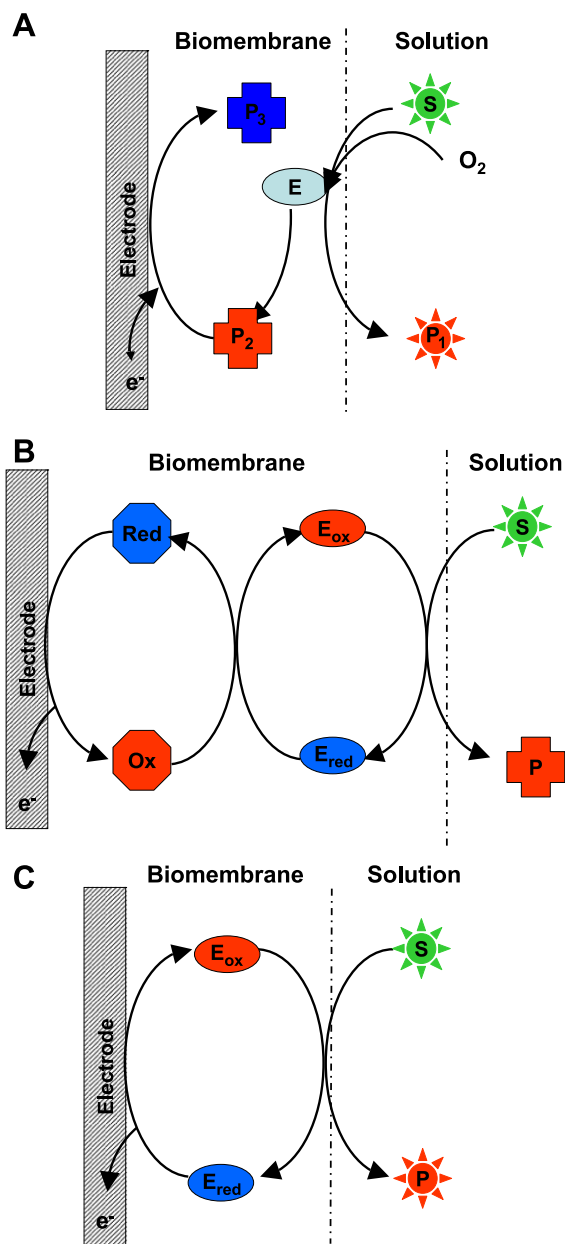 A
Biomembrane
Solution
P3
S
O2
E
Electrode
P2
P1
e-
B
Biomembrane
Solution
Red
Eox
S
Electrode
Ox
Ered
P
e-
C
Biomembrane
Solution
Eox
S
Electrode
Ered
P
e-